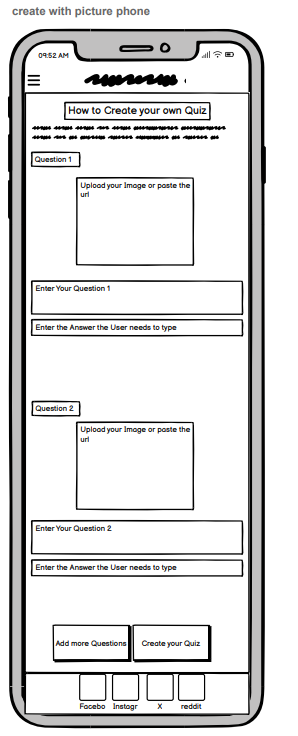 create with picture phone
09:52 AM
How to Create your own Quiz
Question 1
Upload your Image or paste the
url
Enter Your Question 1
Enter the Answer the User needs to type
Question 2
Upload your Image or paste the
url
Enter Your Question 2
Enter the Answer the User needs to type
Add more Questions
Create your Quiz
Facebo Instagr X reddit